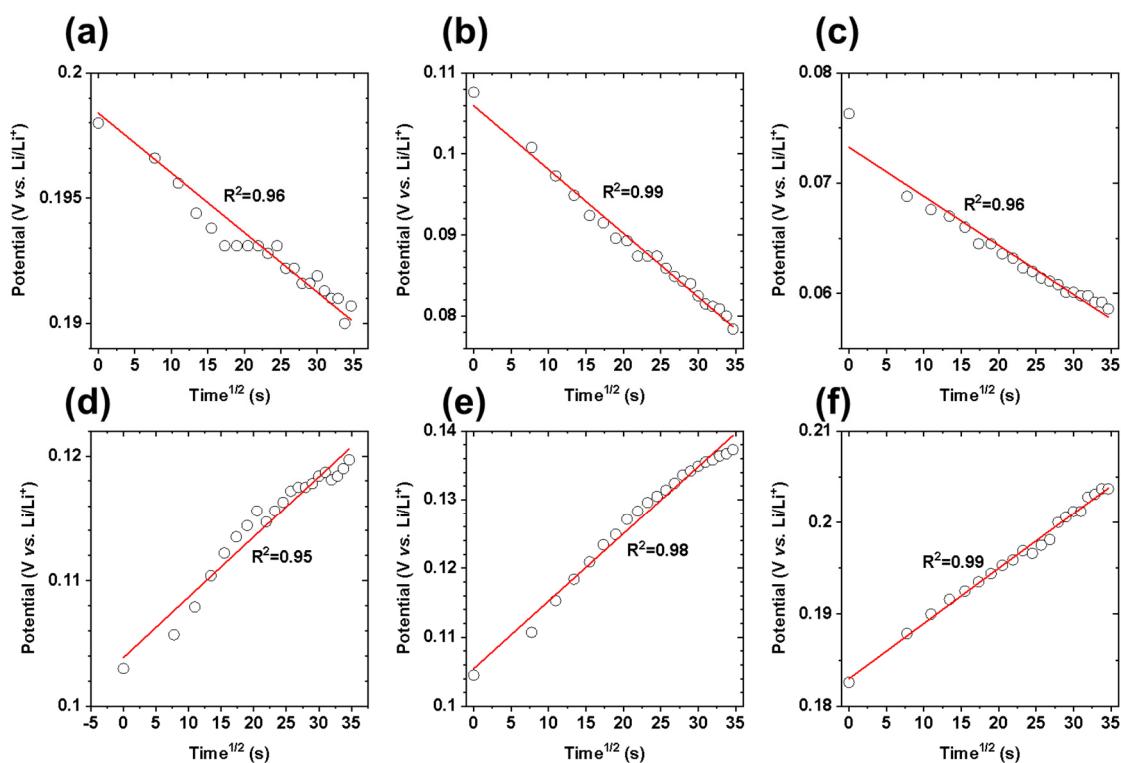 (a)
0.2
0.195
0.19
Potential (V vs. Li/Li⁺)
R²=0.96
0 5 10 15 20 25 30 35
Time¹/² (s)
(b)
0.11
0.1
0.09
0.08
Potential (V vs. Li/Li⁺)
R²=0.99
0 5 10 15 20 25 30 35
Time¹/² (s)
(c)
0.08
0.07
0.06
Potential (V vs. Li/Li⁺)
R²=0.96
0 5 10 15 20 25 30 35
Time¹/² (s)
(d)
0.12
0.11
0.1
Potential (V vs. Li/Li⁺)
R²=0.95
-5 0 5 10 15 20 25 30 35
Time¹/² (s)
(e)
0.14
0.13
0.12
0.11
0.1
Potential (V vs. Li/Li⁺)
R²=0.98
0 5 10 15 20 25 30 35
Time¹/² (s)
(f)
0.21
0.2
0.19
0.18
Potential (V vs. Li/Li⁺)
R²=0.99
0 5 10 15 20 25 30 35
Time¹/² (s)